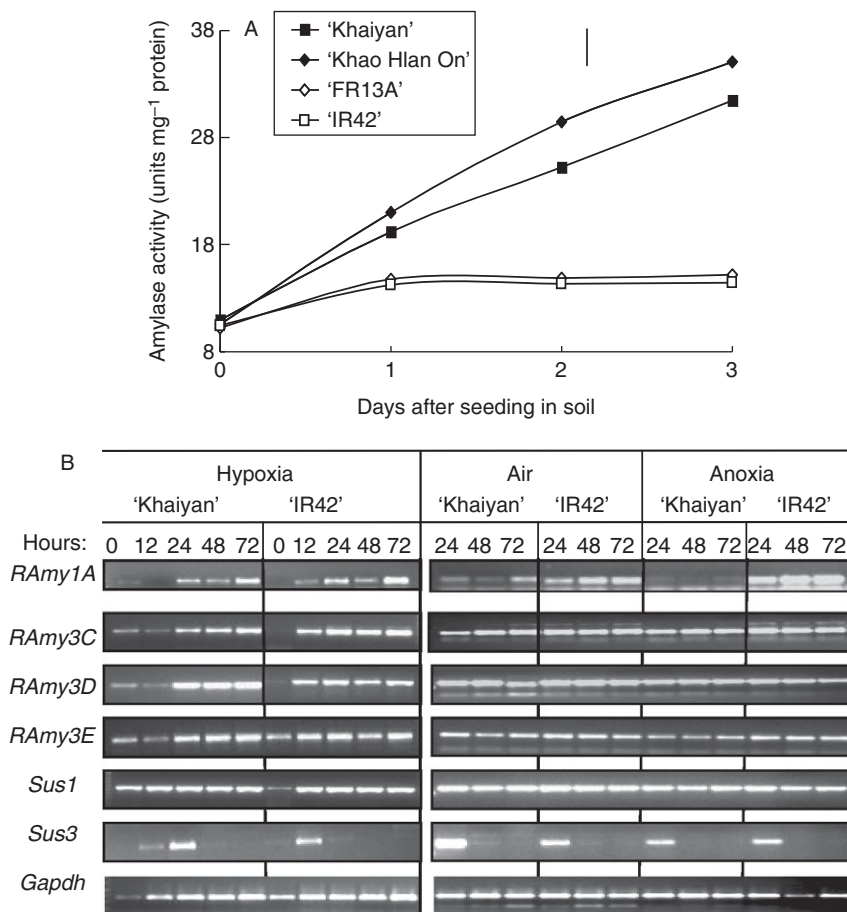 38
A
'Khaiyan'
'Khao Hlan On'
'FR13A'
'IR42'
28
18
8
Amylase activity (units mg⁻¹ protein)
0 1 2 3
Days after seeding in soil
B
Hypoxia Air Anoxia
'Khaiyan' 'IR42' 'Khaiyan' 'IR42' 'Khaiyan' 'IR42'
Hours: 0 12 24 48 72 0 12 24 48 72 24 48 72 24 48 72 24 48 72 24 48 72
RAmy1A
RAmy3C
RAmy3D
RAmy3E
Sus1
Sus3
Gapdh